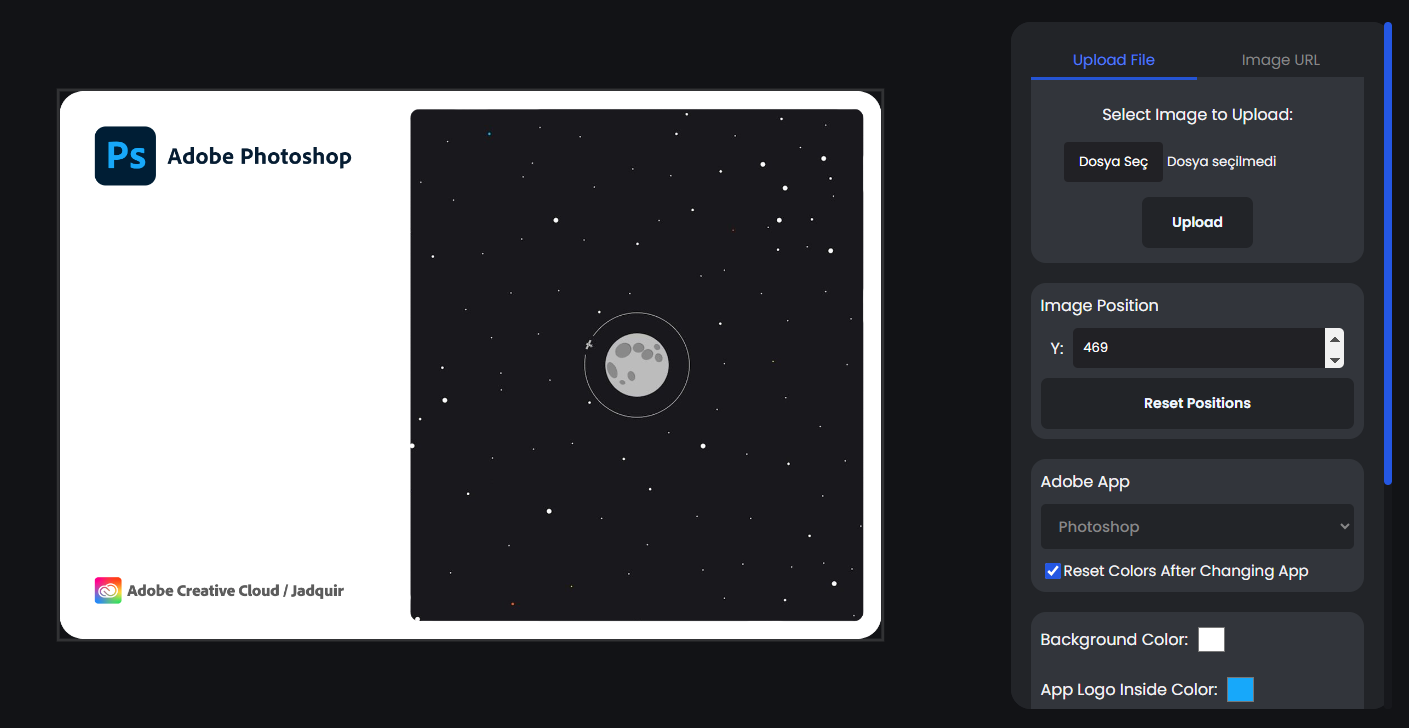 Ps Adobe Photoshop
Adobe Creative Cloud / Jadquir
Upload File Image URL
Select Image to Upload:
Dosya Seç Dosya seçilmedi
Upload
Image Position
Y: 469
Reset Positions
Adobe App
Photoshop
Reset Colors After Changing App
Background Color:
App Logo Inside Color: